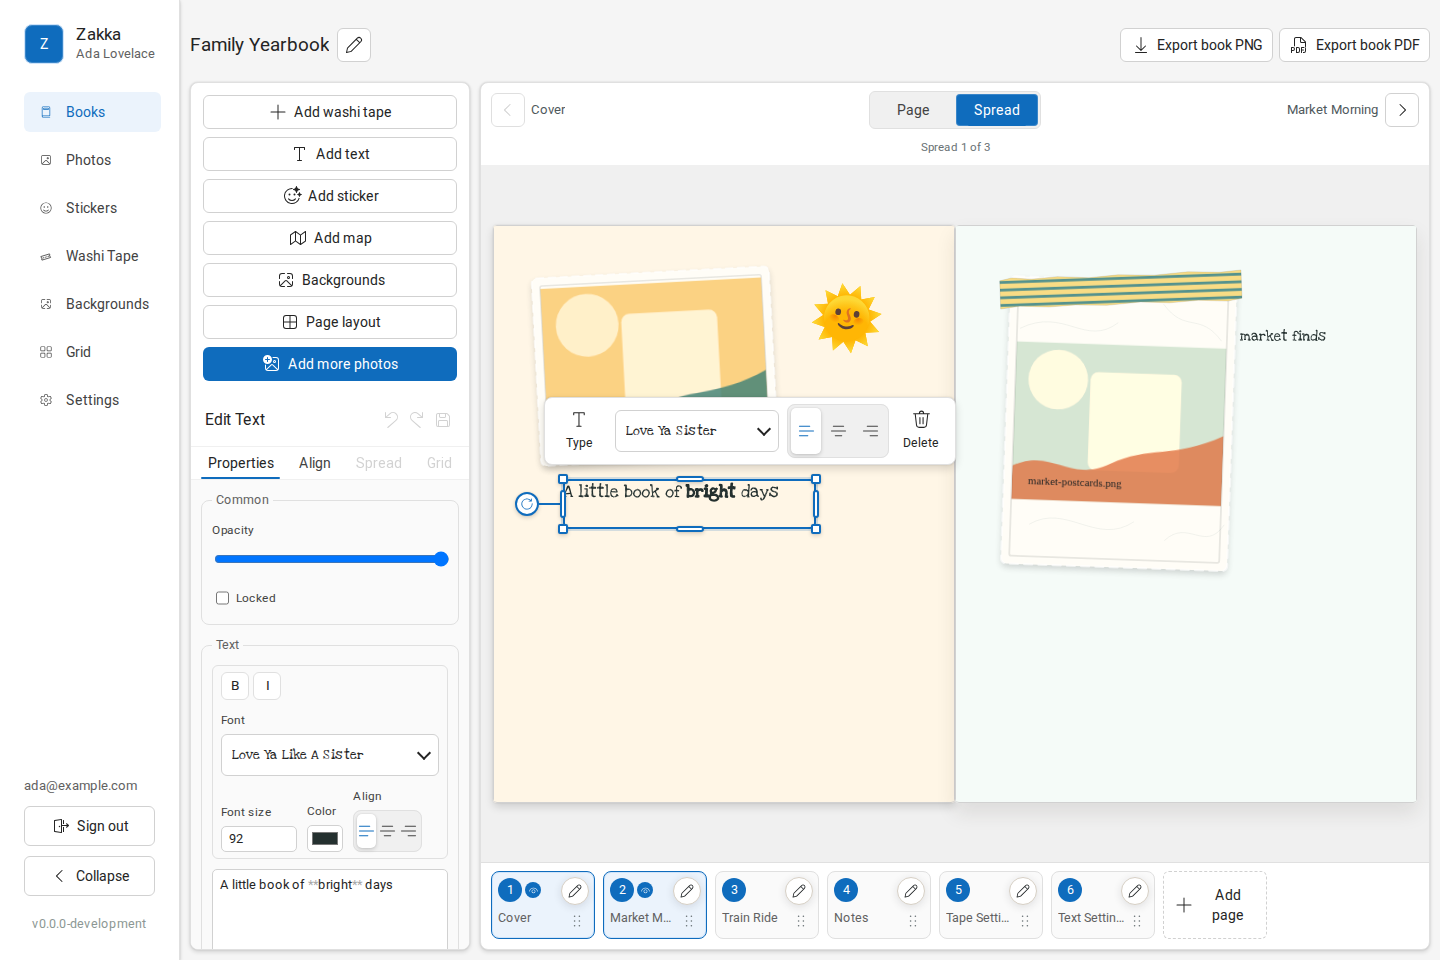 Z
Zakka
Ada Lovelace
Books
Photos
Stickers
Washi Tape
Backgrounds
Grid
Settings
ada@example.com
Sign out
Collapse
v0.0.0-development
Family Yearbook
Export book PNG
PDF
Export book PDF
Add washi tape
Add text
Add sticker
Add map
Backgrounds
Page layout
Add more photos
Edit Text
Properties
Align
Spread
Grid
Common
Opacity
Locked
Text
B
I
Font
Love Ya Like A Sister
Font size
Color
Align
92
A little book of **bright** days
Cover
Page
Spread
Market Morning
Spread 1 of 3
Type
Love Ya Sister
Delete
A little book of bright days
market finds
market-postcards.png
1
Cover
2
Market M...
3
Train Ride
4
Notes
5
Tape Setti...
6
Text Settin...
Add
page